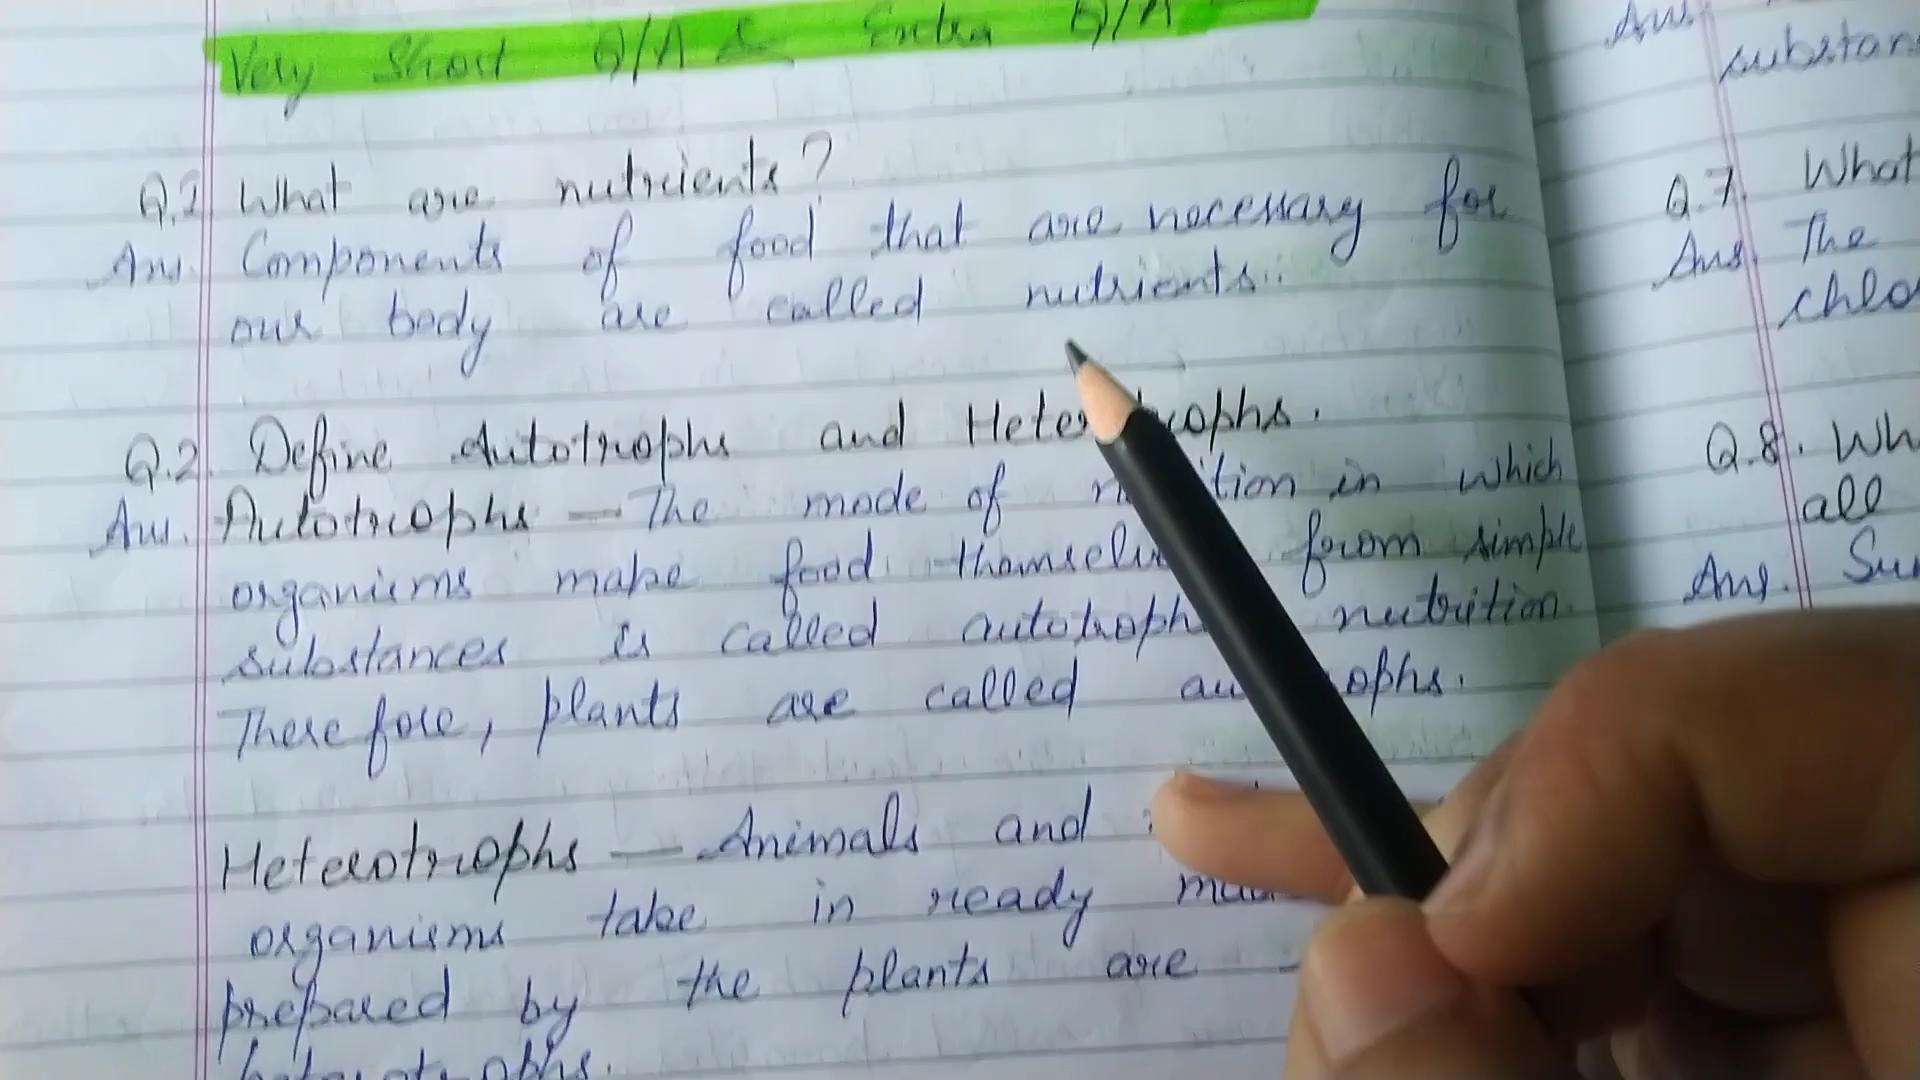 Very Short Q/A & Extra Q/A
Q.1 What are nutrients?
Ans. Components of food that are necessary for
our body are called nutrients.
Q.2. Define Autotrophs and Heterotrophs.
Ans. Autotrophs — The mode of nutrition in which
organisms make food themselves from simple
substances is called autotrophic nutrition.
Therefore, plants are called autotrophs.
Heterotrophs — Animals and
organisms take in ready made
prepared by the plants are
heterotrophs.
Ans.
Q.7. What
Ans. The
Q.8. Wh
all
Ans. Su